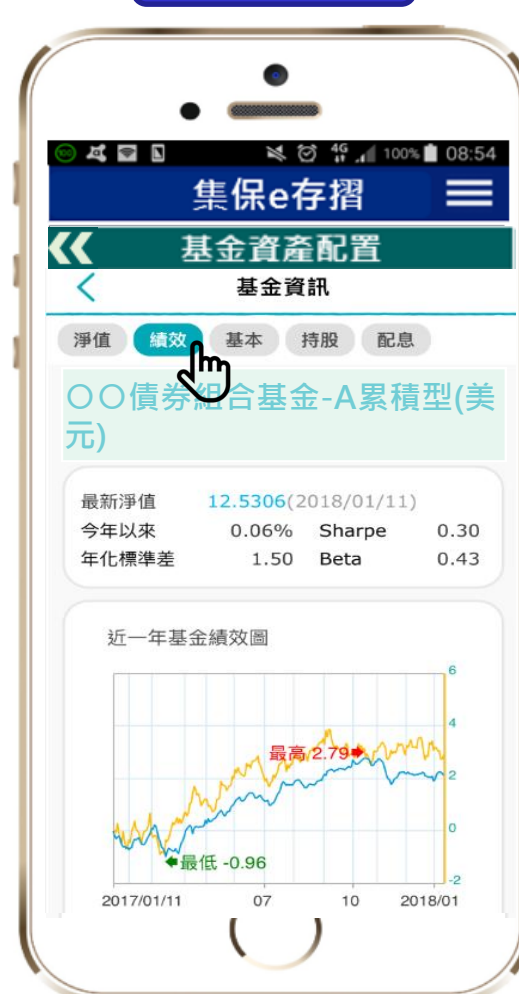 100 4G 100% 08:54
集保e存摺
基金資產配置
基金資訊
淨值 績效 基本 持股 配息
〇〇債券組合基金-A累積型(美
元)
最新淨值 12.5306(2018/01/11)
今年以來 0.06% Sharpe 0.30
年化標準差 1.50 Beta 0.43
近一年基金績效圖
6
4
最高 2.79
2
0
最低 -0.96
-2
2017/01/11 07 10 2018/01